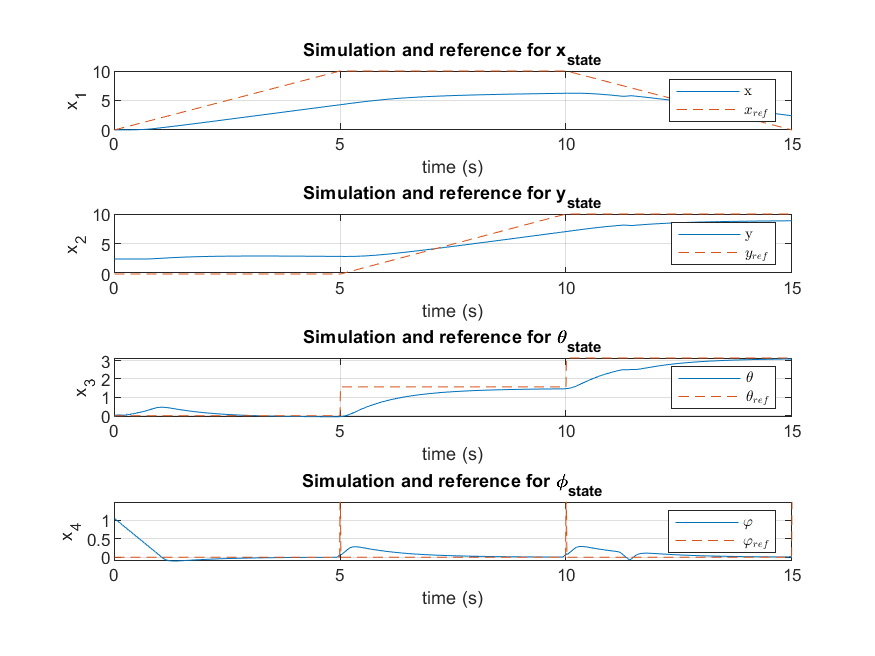 Simulation and reference for x_state
10
5
0
x_1
x
x_ref
0 5 10 15
time (s)
Simulation and reference for y_state
10
5
0
x_2
y
y_ref
0 5 10 15
time (s)
Simulation and reference for θ_state
3
2
1
0
x_3
θ
θ_ref
0 5 10 15
time (s)
Simulation and reference for ϕ_state
1
0.5
0
x_4
φ
φ_ref
0 5 10 15
time (s)